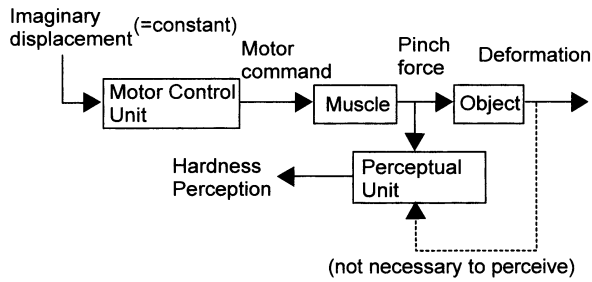 Imaginary
displacement (=constant)
Motor
command
Pinch
force
Deformation
Motor Control
Unit
Muscle
Object
Hardness
Perception
Perceptual
Unit
(not necessary to perceive)